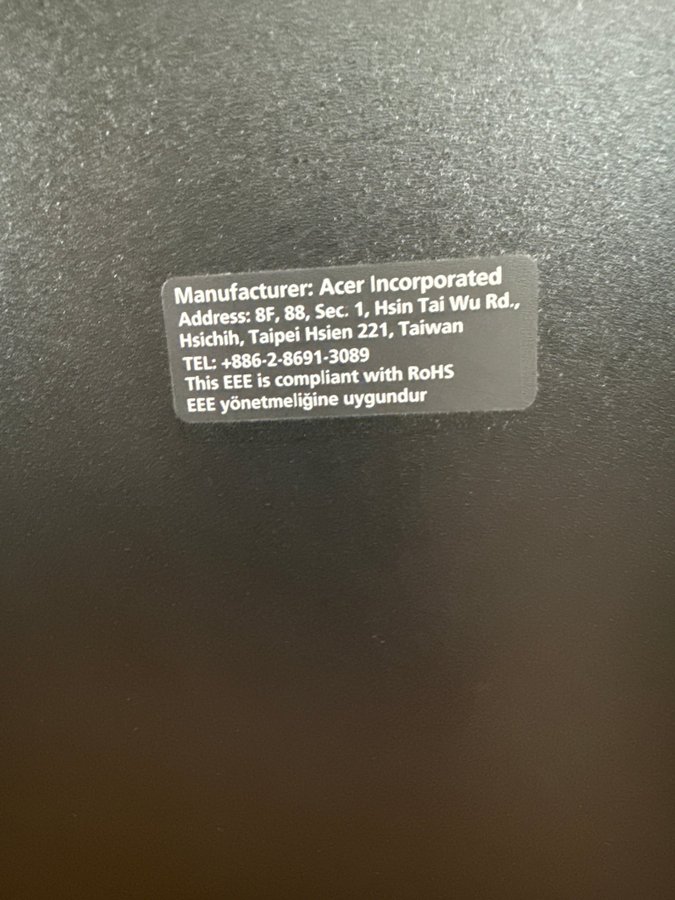 Manufacturer: Acer Incorporated
Address: 8F, 88, Sec. 1, Hsin Tai Wu Rd.,
Hsichih, Taipei Hsien 221, Taiwan
TEL: +886-2-8691-3089
This EEE is compliant with RoHS
EEE yönetmeliğine uygundur